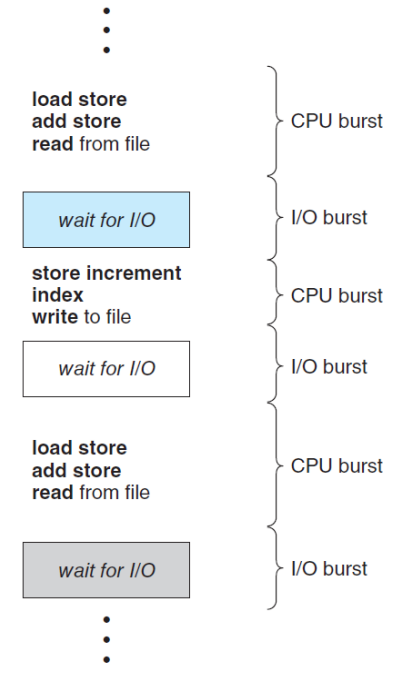 load store
add store
read from file
CPU burst
wait for I/O
I/O burst
store increment
index
write to file
CPU burst
wait for I/O
I/O burst
load store
add store
read from file
CPU burst
wait for I/O
I/O burst